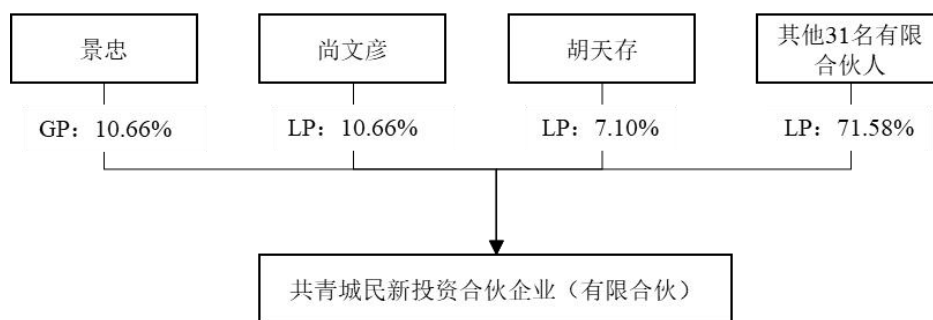 景忠
尚文彦
胡天存
其他31名有限
合伙人
GP：10.66%
LP：10.66%
LP：7.10%
LP：71.58%
共青城民新投资合伙企业（有限合伙）